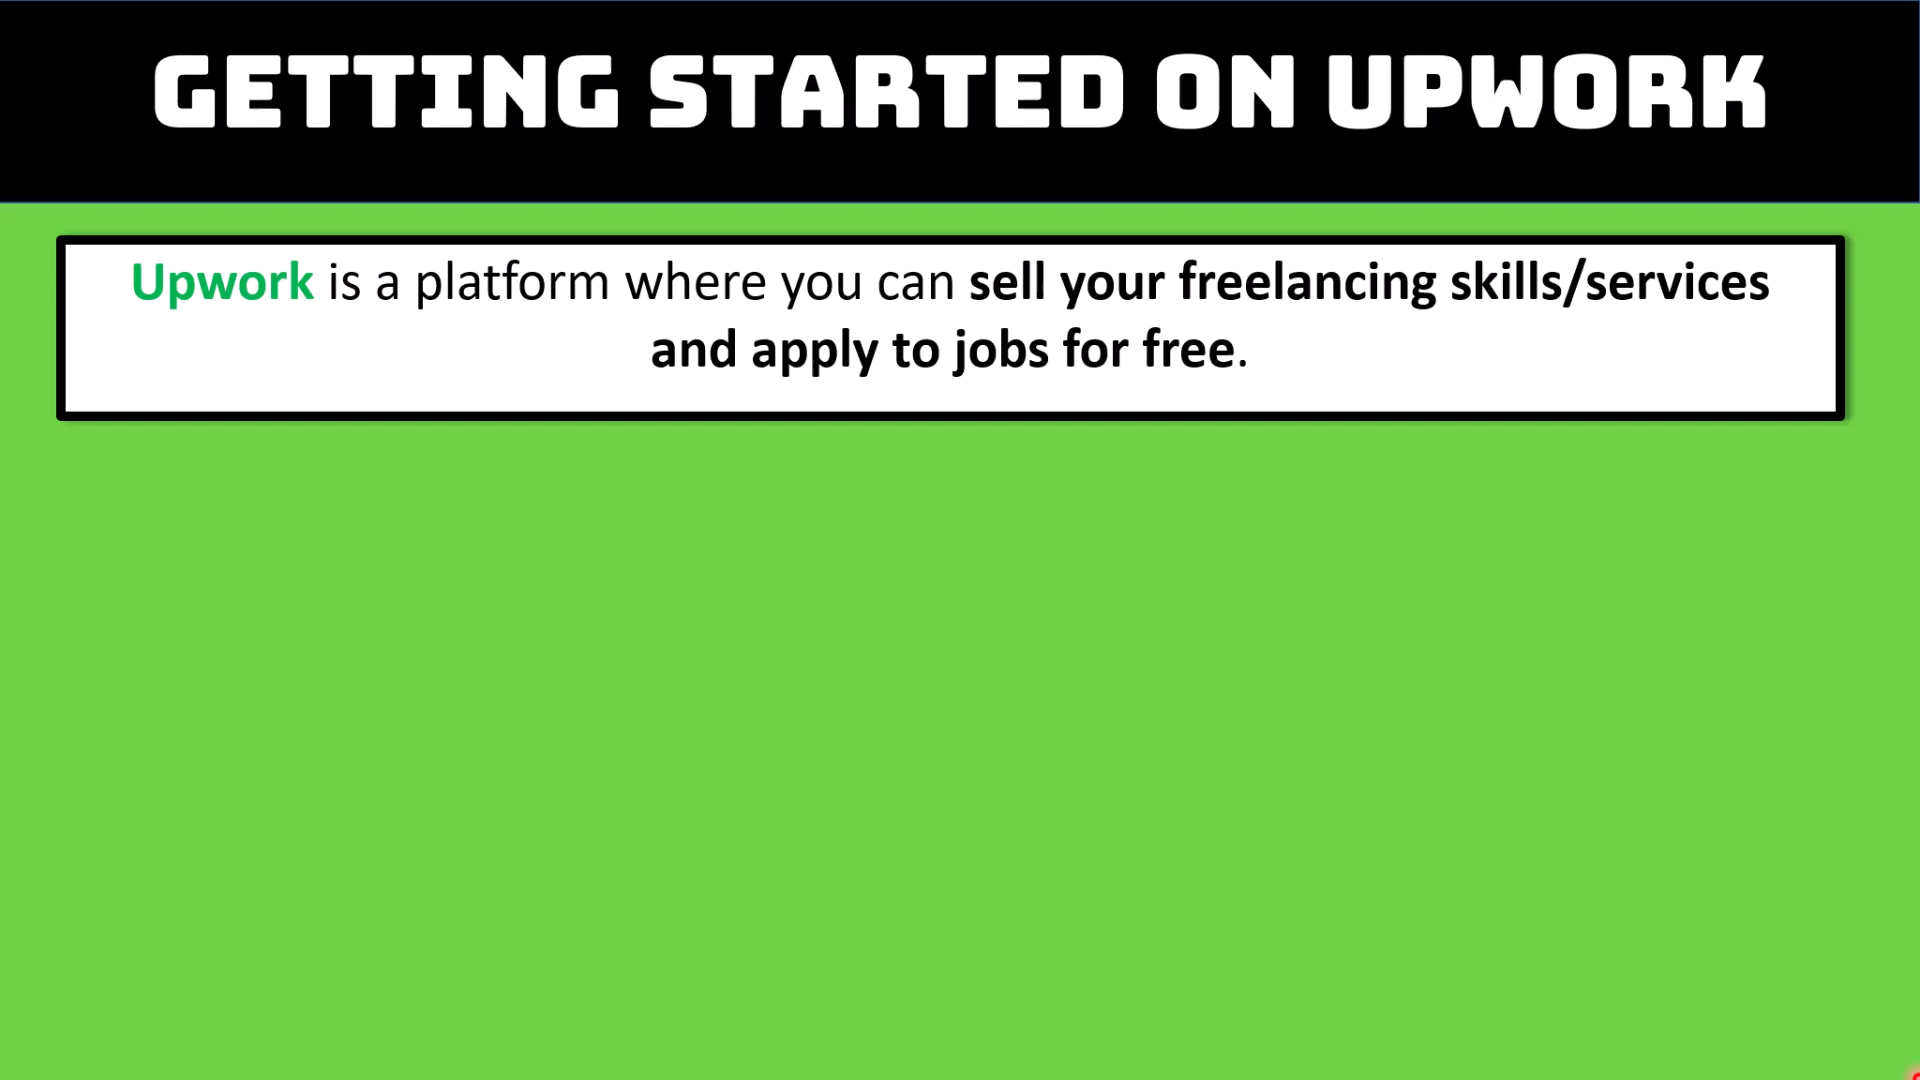 GETTING STARTED ON UPWORK
Upwork is a platform where you can sell your freelancing skills/services
and apply to jobs for free.